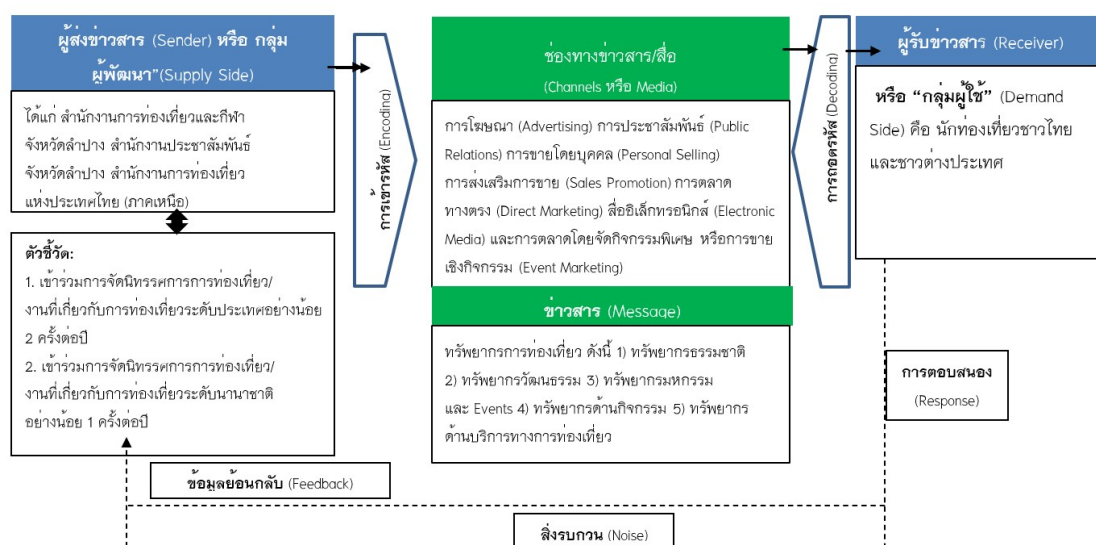 ผู้ส่งข่าวสาร (Sender) หรือ กลุ่ม
ผู้พัฒนา"(Supply Side)
ได้แก่ สำนักงานการท่องเที่ยวและกีฬา
จังหวัดลำปาง สำนักงานประชาสัมพันธ์
จังหวัดลำปาง สำนักงานการท่องเที่ยว
แห่งประเทศไทย (ภาคเหนือ)
ตัวชี้วัด:
1. เข้าร่วมการจัดนิทรรศการการท่องเที่ยว/
งานที่เกี่ยวกับการท่องเที่ยวระดับประเทศอย่างน้อย
2 ครั้งต่อปี
2. เข้าร่วมการจัดนิทรรศการการท่องเที่ยว/
งานที่เกี่ยวกับการท่องเที่ยวระดับนานาชาติ
อย่างน้อย 1 ครั้งต่อปี
การเข้ารหัส (Encoding)
ช่องทางข่าวสาร/สื่อ
(Channels หรือ Media)
การโฆษณา (Advertising) การประชาสัมพันธ์ (Public
Relations) การขายโดยบุคคล (Personal Selling)
การส่งเสริมการขาย (Sales Promotion) การตลาด
ทางตรง (Direct Marketing) สื่ออิเล็กทรอนิกส์ (Electronic
Media) และการตลาดโดยจัดกิจกรรมพิเศษ หรือการขาย
เชิงกิจกรรม (Event Marketing)
ข่าวสาร (Message)
ทรัพยากรการท่องเที่ยว ดังนี้ 1) ทรัพยากรธรรมชาติ
2) ทรัพยากรวัฒนธรรม 3) ทรัพยากรมหกรรม
และ Events 4) ทรัพยากรด้านกิจกรรม 5) ทรัพยากร
ด้านบริการทางการท่องเที่ยว
การถอดรหัส (Decoding)
ผู้รับข่าวสาร (Receiver)
หรือ "กลุ่มผู้ใช้" (Demand
Side) คือ นักท่องเที่ยวชาวไทย
และชาวต่างประเทศ
การตอบสนอง
(Response)
ข้อมูลย้อนกลับ (Feedback)
สิ่งรบกวน (Noise)